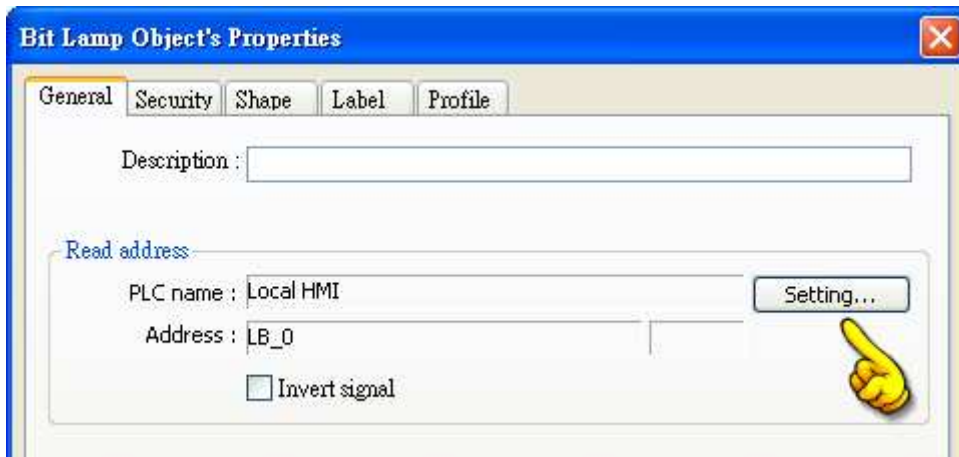 Bit Lamp Object's Properties
General Security Shape Label Profile
Description :
Read address
PLC name : Local HMI Setting...
Address : LB_0
Invert signal